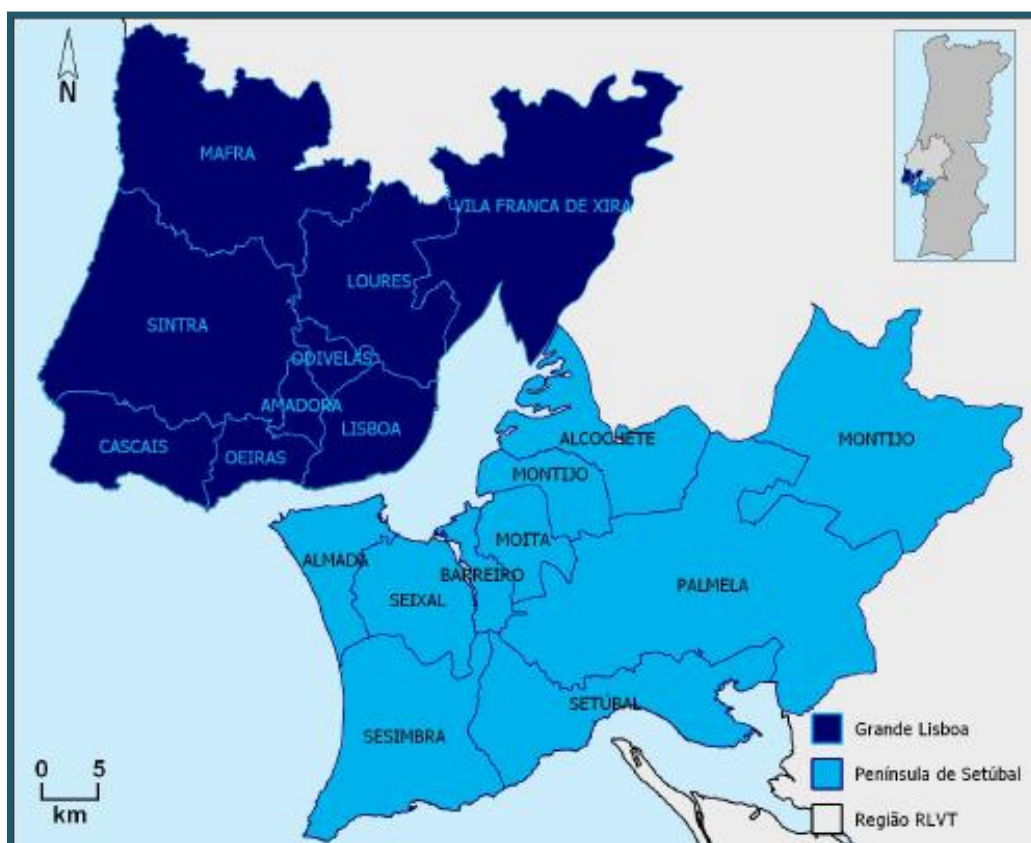 N
MAFRA
VILA FRANCA DE XIRA
LOURES
SINTRA
ODIVELAS
AMADORA
LISBOA
CASCAIS
OEIRAS
ALCOCHETE
MONTIJO
MONTIJO
MOITA
ALMADA
BARREIRO
SEIXAL
PALMELA
SETÚBAL
SESIMBRA
0 5
km
Grande Lisboa
Península de Setúbal
Região RLVT